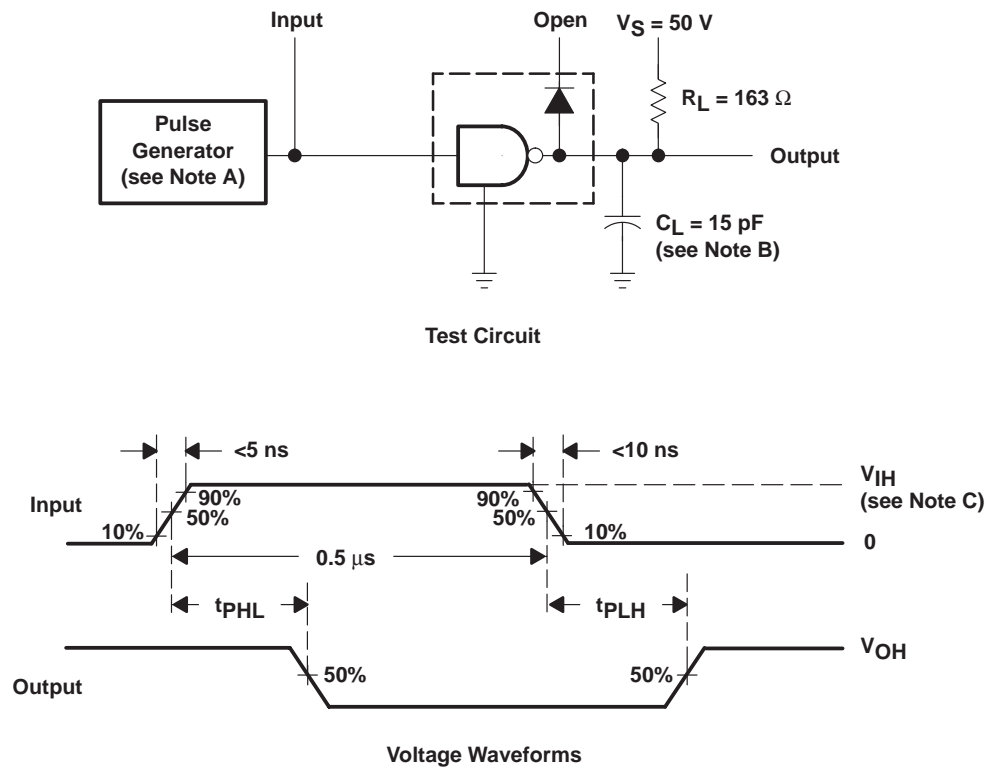 Input
Open
VS = 50 V
RL = 163 Ω
Pulse
Generator
(see Note A)
Output
CL = 15 pF
(see Note B)
Test Circuit
<5 ns
<10 ns
Input
90%
50%
10%
90%
50%
10%
VIH
(see Note C)
0
0.5 μs
tPHL
tPLH
Output
50%
50%
VOH
Voltage Waveforms